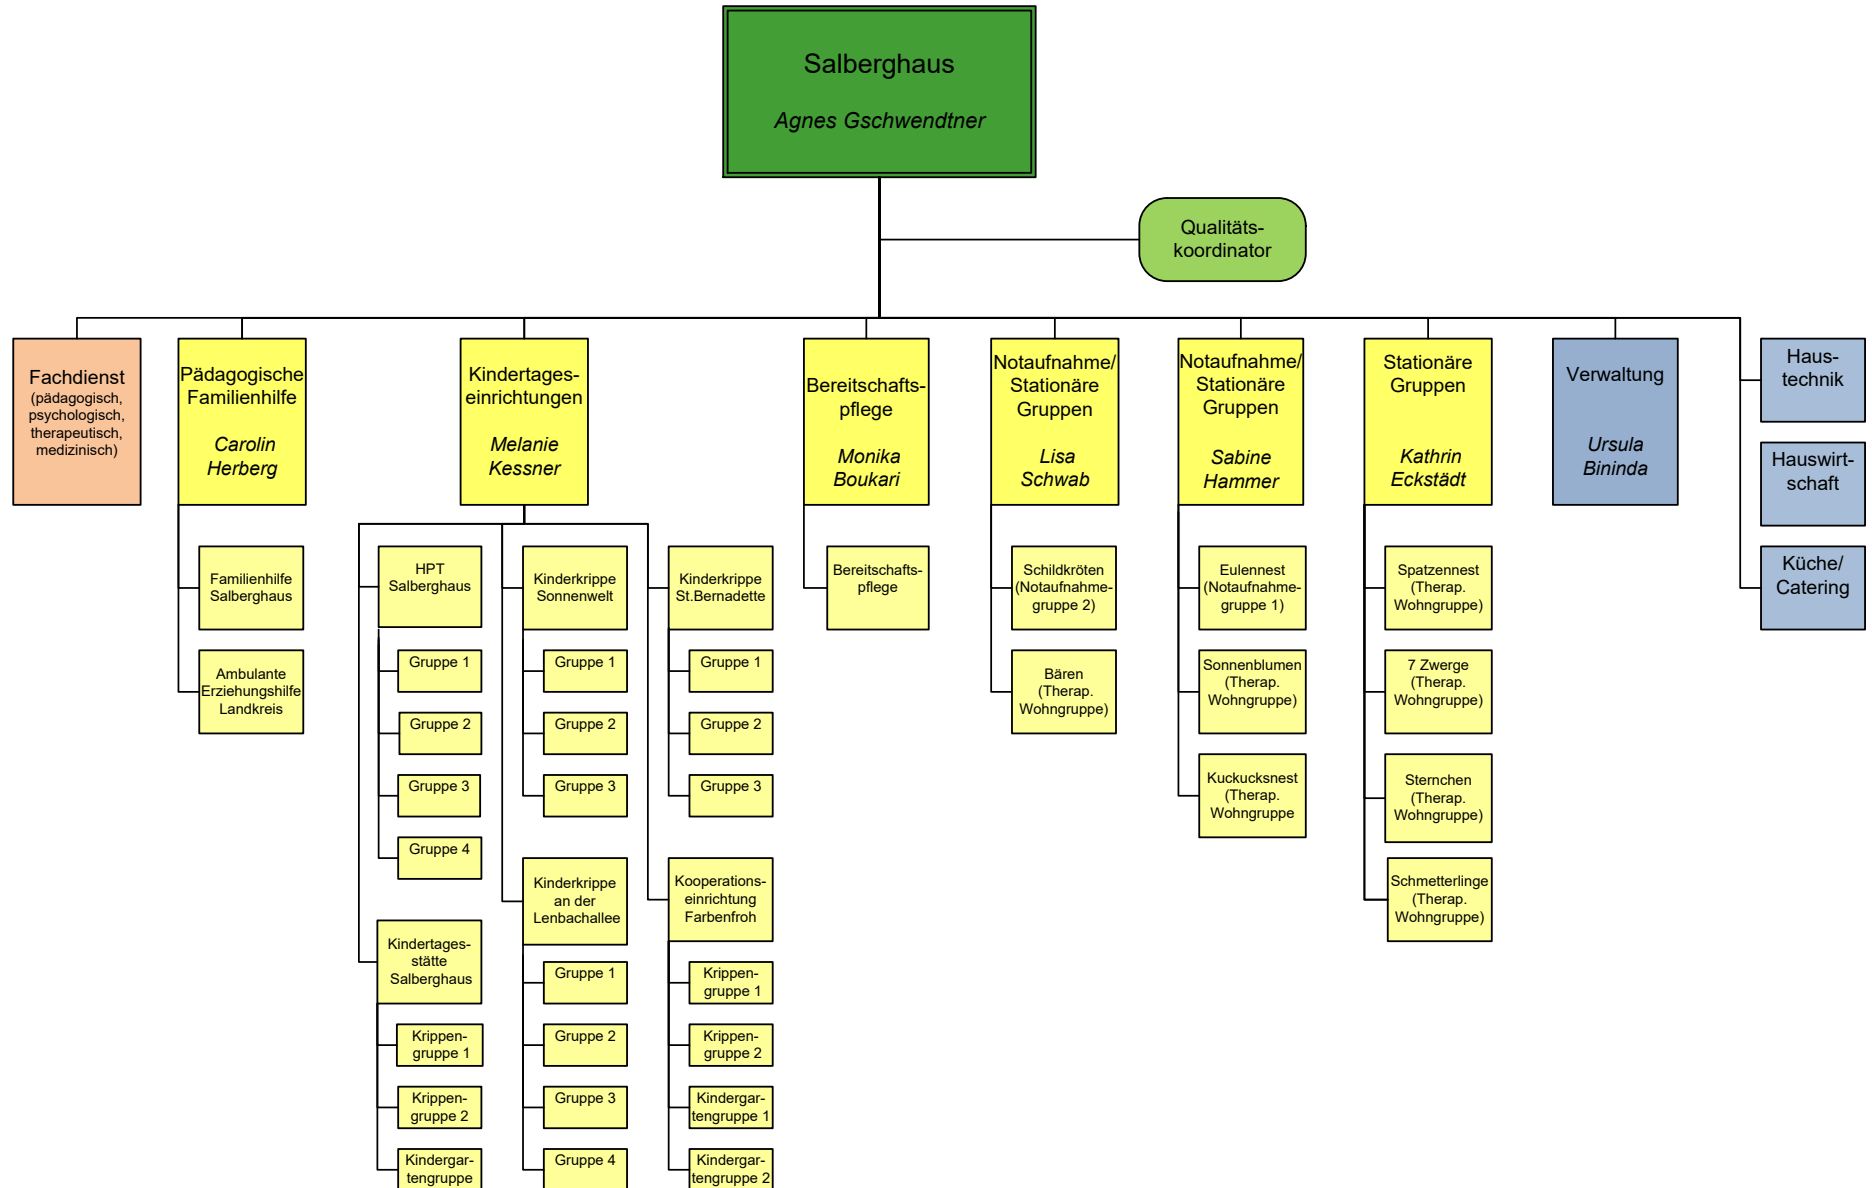 Salberghaus
Agnes Gschwendtner
Qualitäts-
koordinator
Fachdienst
(pädagogisch,
psychologisch,
therapeutisch,
medizinisch)
Pädagogische
Familienhilfe
Carolin
Herberg
Kindertages-
einrichtungen
Melanie
Kessner
Bereitschafts-
pflege
Monika
Boukari
Notaufnahme/
Stationäre
Gruppen
Lisa
Schwab
Notaufnahme/
Stationäre
Gruppen
Sabine
Hammer
Stationäre
Gruppen
Kathrin
Eckstädt
Verwaltung
Ursula
Bininda
Haus-
technik
Hauswirt-
schaft
Küche/
Catering
Familienhilfe
Salberghaus
Ambulante
Erziehungshilfe
Landkreis
HPT
Salberghaus
Gruppe 1
Gruppe 2
Gruppe 3
Gruppe 4
Kindertages-
stätte
Salberghaus
Krippen-
gruppe 1
Krippen-
gruppe 2
Kindergar-
tengruppe
Kinderkrippe
Sonnenwelt
Gruppe 1
Gruppe 2
Gruppe 3
Kinderkrippe
an der
Lenbachallee
Gruppe 1
Gruppe 2
Gruppe 3
Gruppe 4
Kinderkrippe
St.Bernadette
Gruppe 1
Gruppe 2
Gruppe 3
Kooperations-
einrichtung
Farbenfroh
Krippen-
gruppe 1
Krippen-
gruppe 2
Kindergar-
tengruppe 1
Kindergar-
tengruppe 2
Bereitschafts-
pflege
Schildkröten
(Notaufnahme-
gruppe 2)
Bären
(Therap.
Wohngruppe)
Eulennest
(Notaufnahme-
gruppe 1)
Sonnenblumen
(Therap.
Wohngruppe)
Kuckucksnest
(Therap.
Wohngruppe
Spatzennest
(Therap.
Wohngruppe)
7 Zwerge
(Therap.
Wohngruppe)
Sternchen
(Therap.
Wohngruppe)
Schmetterlinge
(Therap.
Wohngruppe)